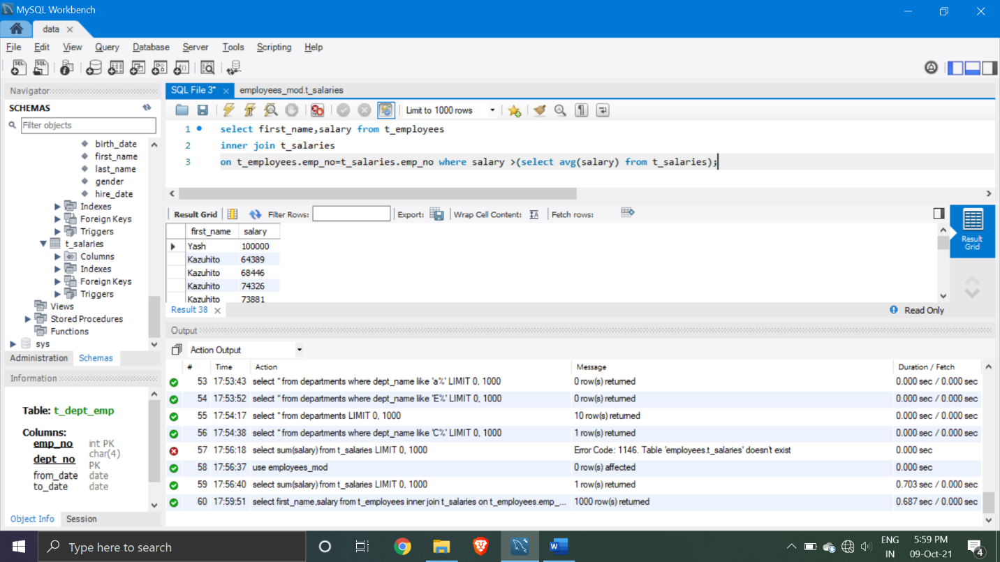 MySQL Workbench
data
File Edit View Query Database Server Tools Scripting Help
Navigator
SCHEMAS
Filter objects
birth_date
first_name
last_name
gender
hire_date
Indexes
Foreign Keys
Triggers
t_salaries
Columns
Indexes
Foreign Keys
Triggers
Views
Stored Procedures
Functions
sys
Administration Schemas
Information
Table: t_dept_emp
Columns:
emp_no int PK
dept_no char(4) PK
from_date date
to_date date
Object Info Session
SQL File 3* employees_mod.t_salaries
Limit to 1000 rows
1 select first_name,salary from t_employees
2 inner join t_salaries
3 on t_employees.emp_no=t_salaries.emp_no where salary >(select avg(salary) from t_salaries);
Result Grid Filter Rows: Export: Wrap Cell Content: Fetch rows:
first_name salary
Yash 100000
Kazuhito 64389
Kazuhito 68446
Kazuhito 74326
Kazuhito 73881
Result Grid
Result 38 Read Only
Output
Action Output
# Time Action Message Duration / Fetch
53 17:53:43 select * from departments where dept_name like 'a%' LIMIT 0, 1000 0 row(s) returned 0.000 sec / 0.000 sec
54 17:53:52 select * from departments where dept_name like 'E%' LIMIT 0, 1000 0 row(s) returned 0.000 sec / 0.000 sec
55 17:54:17 select * from departments LIMIT 0, 1000 10 row(s) returned 0.000 sec / 0.000 sec
56 17:54:38 select * from departments where dept_name like 'C%' LIMIT 0, 1000 1 row(s) returned 0.000 sec / 0.000 sec
57 17:56:18 select sum(salary) from t_salaries LIMIT 0, 1000 Error Code: 1146. Table 'employees.t_salaries' doesn't exist 0.000 sec
58 17:56:37 use employees_mod 0 row(s) affected 0.000 sec
59 17:56:40 select sum(salary) from t_salaries LIMIT 0, 1000 1 row(s) returned 0.703 sec / 0.000 sec
60 17:59:51 select first_name,salary from t_employees inner join t_salaries on t_employees.emp_... 1000 row(s) returned 0.687 sec / 0.000 sec
Type here to search
ENG
IN
5:59 PM
09-Oct-21
4